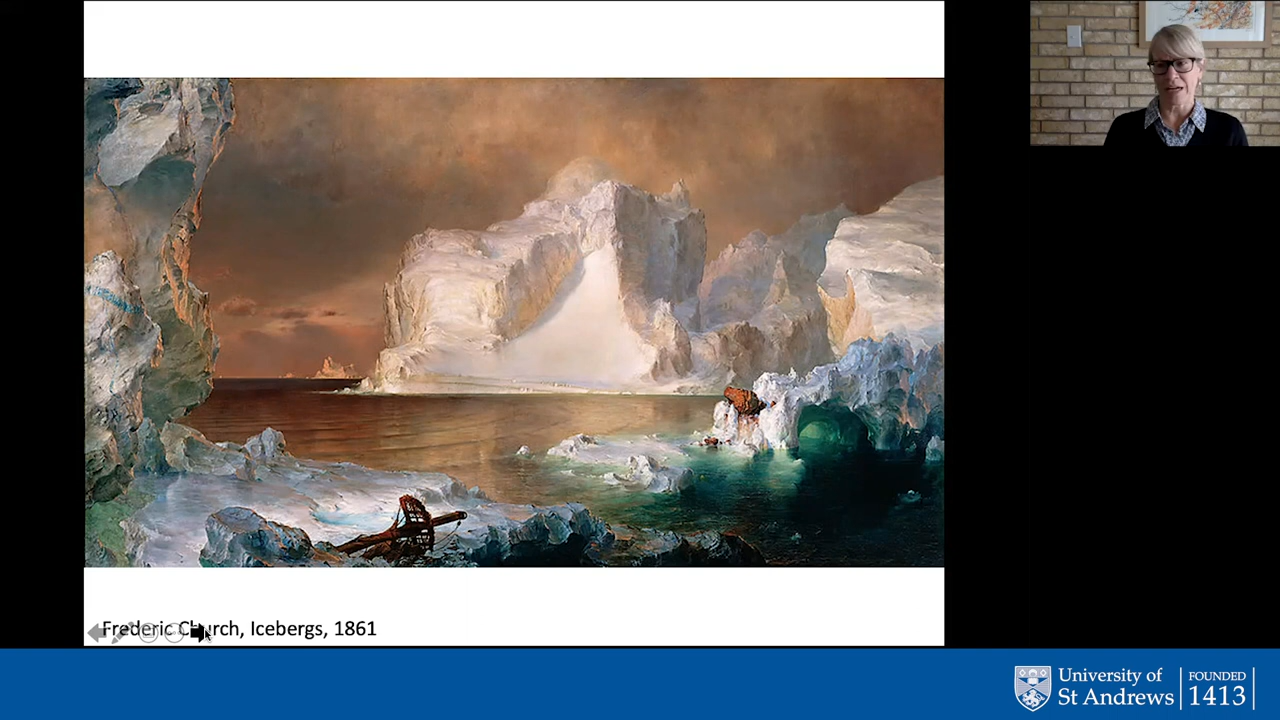 Frederic Church, Icebergs, 1861
University of
St Andrews
FOUNDED
1413